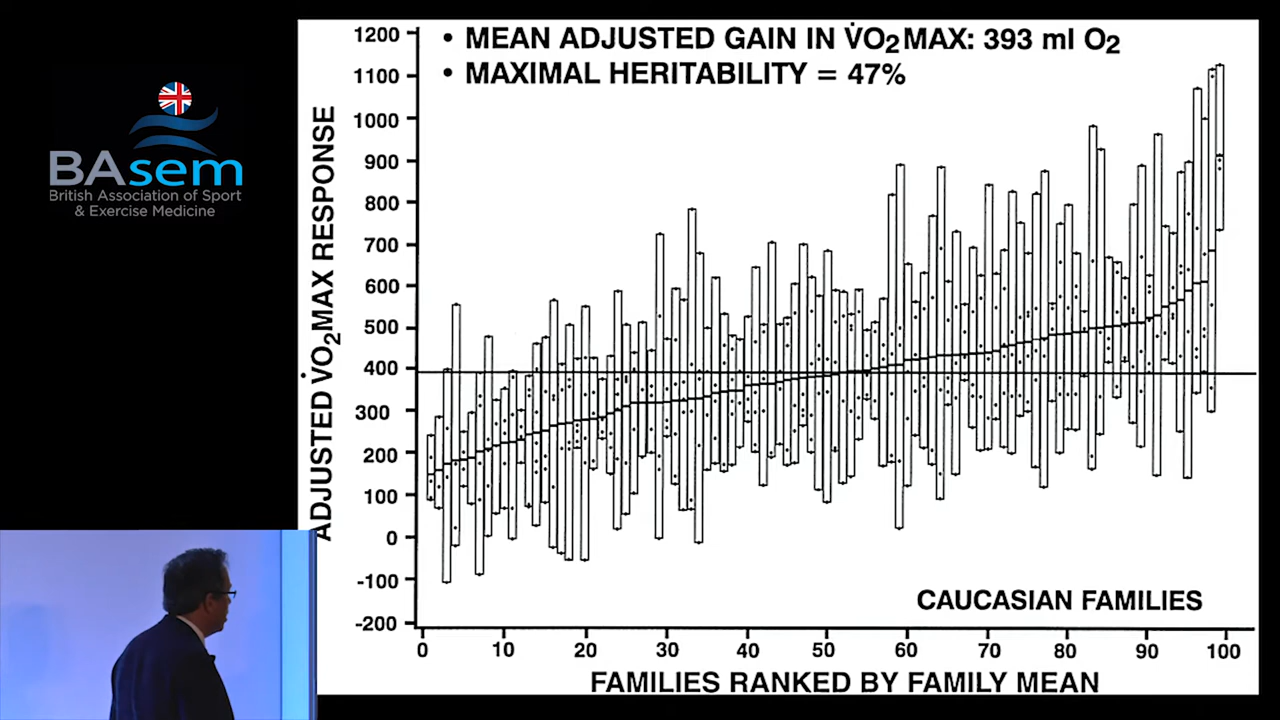 BAsem
British Association of Sport
& Exercise Medicine
• MEAN ADJUSTED GAIN IN V̇O2MAX: 393 ml O2
• MAXIMAL HERITABILITY = 47%
ADJUSTED V̇O2MAX RESPONSE
1200
1100
1000
900
800
700
600
500
400
300
200
100
0
-100
-200
CAUCASIAN FAMILIES
0 10 20 30 40 50 60 70 80 90 100
FAMILIES RANKED BY FAMILY MEAN